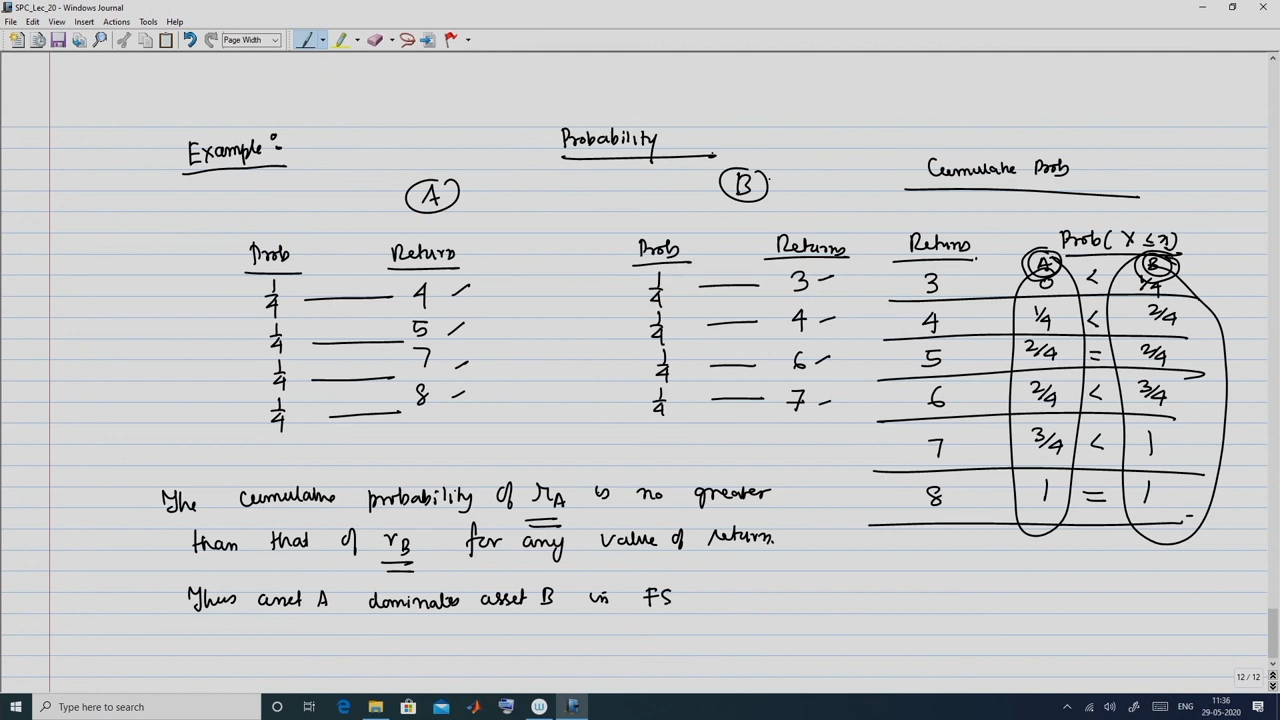 SPC_Lec_20 - Windows Journal
File Edit View Insert Actions Tools Help
Page Width
Example:
Probability
Cumulate Prob
A
B
Prob Return
1/4 4
1/4 5
1/4 7
1/4 8
Prob Returns
1/4 3
1/4 4
1/4 6
1/4 7
Returns Prob( X ≤ x)
A B
3 0 < 1/4
4 1/4 < 2/4
5 2/4 = 2/4
6 2/4 < 3/4
7 3/4 < 1
8 1 = 1
The cumulative probability of r_A is no greater
than that of r_B for any value of return.
Thus asset A dominates asset B in FS
12 / 12
Type here to search
ENG
11:36
29-05-2020